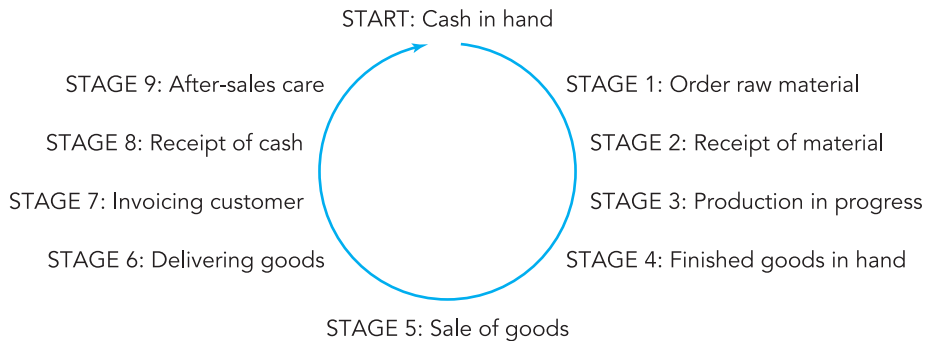 START: Cash in hand
STAGE 1: Order raw material
STAGE 2: Receipt of material
STAGE 3: Production in progress
STAGE 4: Finished goods in hand
STAGE 5: Sale of goods
STAGE 6: Delivering goods
STAGE 7: Invoicing customer
STAGE 8: Receipt of cash
STAGE 9: After-sales care